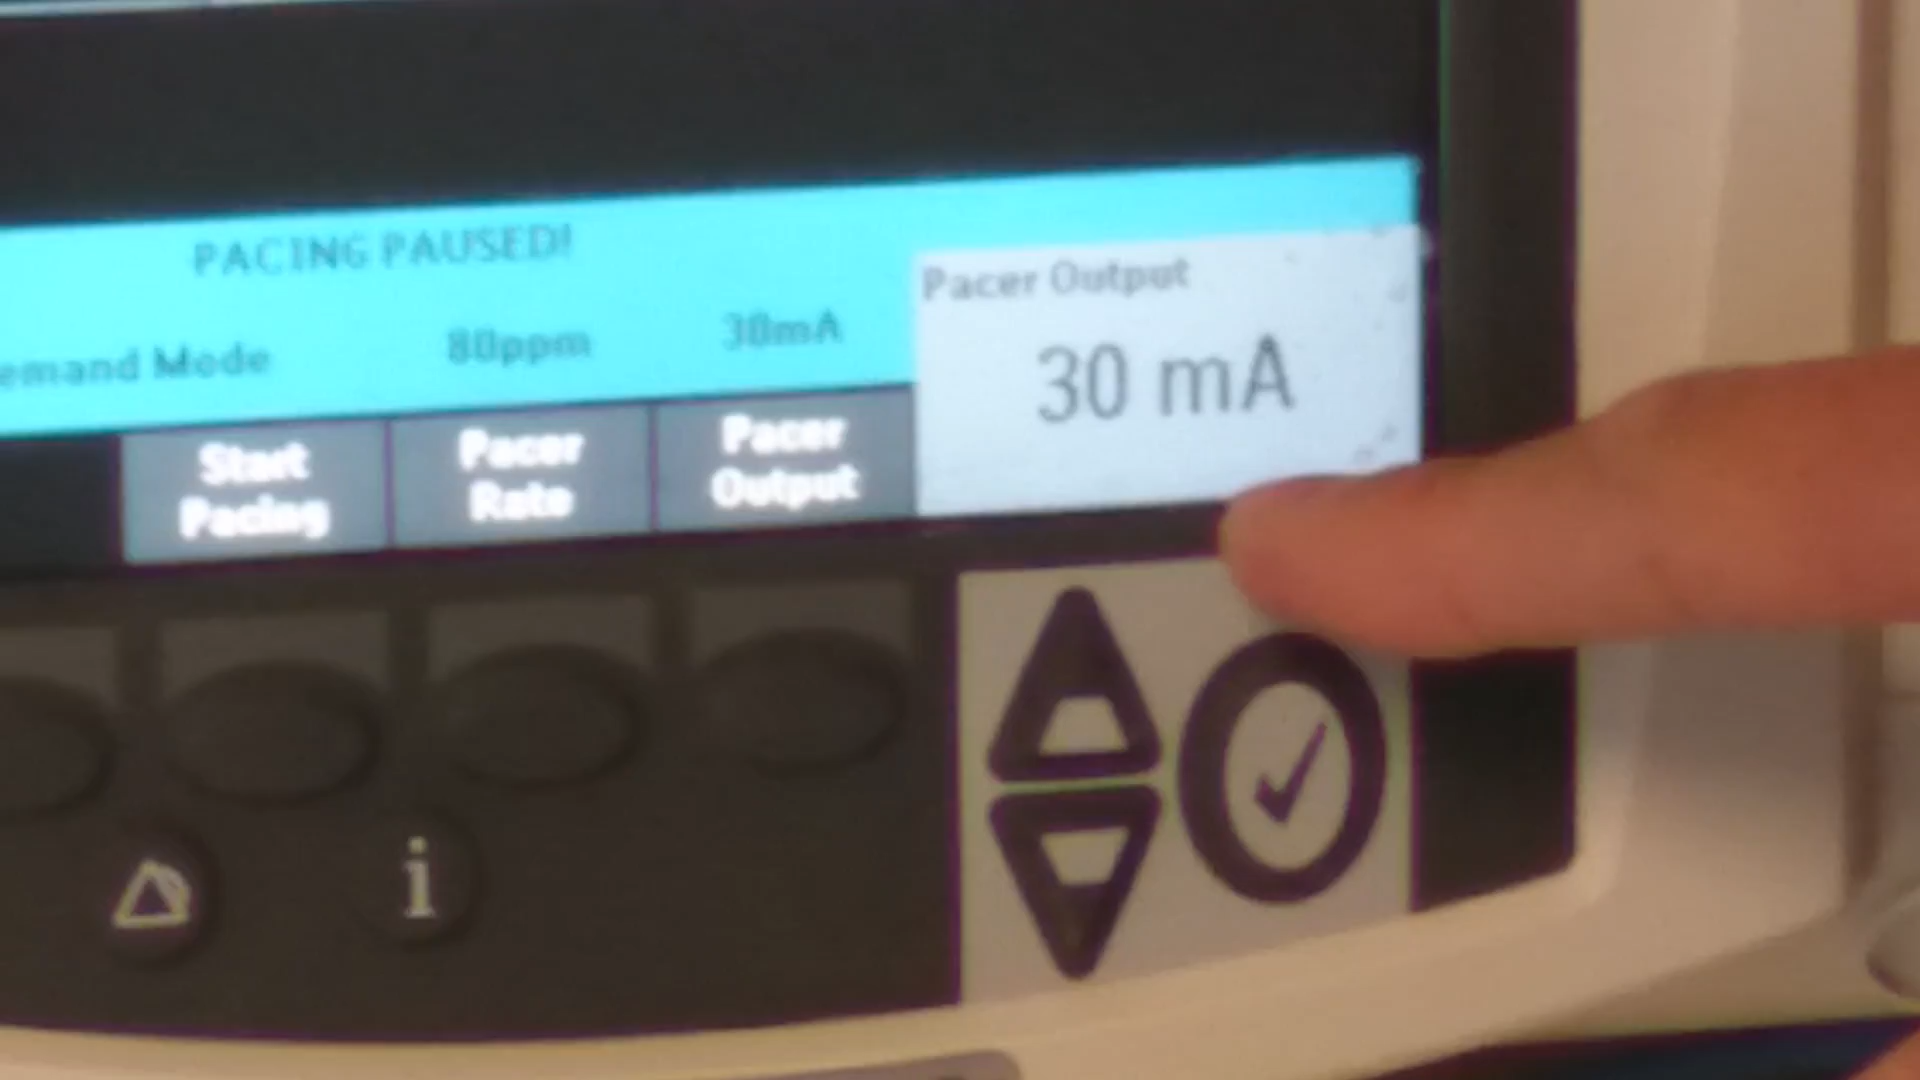 PACING PAUSED!
emand Mode 80ppm 30mA
Pacer Output
30 mA
Start Pacing
Pacer Rate
Pacer Output
i